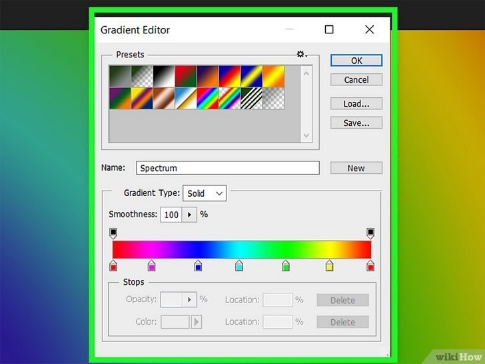 Gradient Editor
Presets
OK
Cancel
Load...
Save...
Name: Spectrum
New
Gradient Type: Solid
Smoothness: 100 %
Stops
Opacity: % Location: % Delete
Color: Location: % Delete
wikiHow